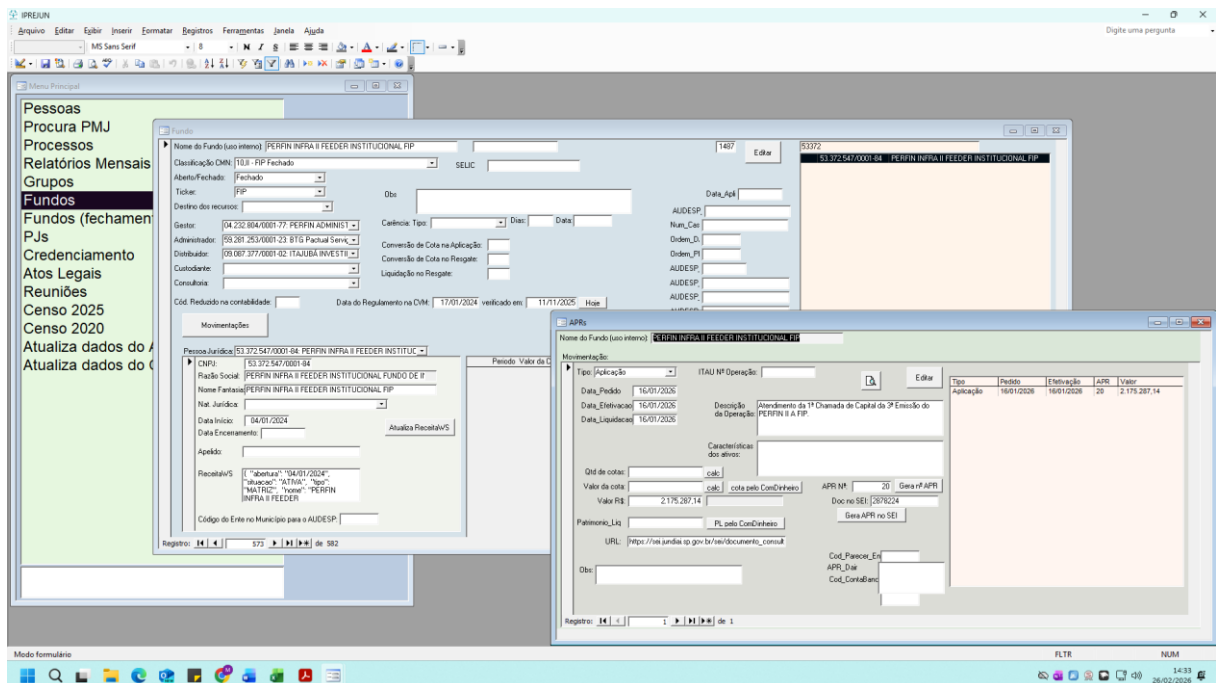 IPREJUN
Arquivo Editar Exibir Inserir Formatar Registros Ferramentas Janela Ajuda
Digite uma pergunta
MS Sans Serif 8 N I S
Menu Principal
Pessoas
Procura PMJ
Processos
Relatórios Mensais
Grupos
Fundos
Fundos (fechamen
PJs
Credenciamento
Atos Legais
Reuniões
Censo 2025
Censo 2020
Atualiza dados do A
Atualiza dados do C
Fundo
Nome do Fundo (uso interno): PERFIN INFRA II FEEDER INSTITUCIONAL FIP
1487 Editar
Classificação CMN: 10,II - FIP Fechado
SELIC
Aberto/Fechado: Fechado
Ticker: FIP
Destino dos recursos:
Obs
Data_Apli
Gestor: 04.232.804/0001-77: PERFIN ADMINIST
Administrador: 59.281.253/0001-23: BTG Pactual Serviç
Distribuidor: 09.087.377/0001-02: ITAJUBÁ INVESTII
Custodiante:
Consultoria:
Carência: Tipo: Dias: Data:
Conversão de Cota na Aplicação:
Conversão de Cota no Resgate:
Liquidação no Resgate:
AUDESP_
Num_Cas
Ordem_D.
Ordem_Pl
AUDESP_
AUDESP_
AUDESP_
Cód. Reduzido na contabilidade:
Data do Regulamento na CVM: 17/01/2024 verificado em: 11/11/2025 Hoje
Movimentações
53372
53.372.547/0001-84 PERFIN INFRA II FEEDER INSTITUCIONAL FIP
Pessoa Jurídica: 53.372.547/0001-84: PERFIN INFRA II FEEDER INSTITUC
CNPJ: 53.372.547/0001-84
Razão Social: PERFIN INFRA II FEEDER INSTITUCIONAL FUNDO DE II
Nome Fantasia: PERFIN INFRA II FEEDER INSTITUCIONAL FIP
Nat. Jurídica:
Data Início: 04/01/2024
Data Encerramento:
Atualiza ReceitaWS
Apelido:
ReceitaWS { "abertura": "04/01/2024",
"situacao": "ATIVA", "tipo":
"MATRIZ", "nome": "PERFIN
INFRA II FEEDER
Código do Ente no Município para o AUDESP:
Registro: 573 de 582
Periodo Valor da C
APRs
Nome do Fundo (uso interno): PERFIN INFRA II FEEDER INSTITUCIONAL FIP
Movimentação:
Tipo: Aplicação
ITAU Nº Operação:
Editar
Data_Pedido 16/01/2026
Data_Efetivacao 16/01/2026
Data_Liquidacao 16/01/2026
Descrição da Operação: Atendimento da 1ª Chamada de Capital da 3ª Emissão do
PERFIN II A FIP.
Características
dos ativos:
Qtd de cotas: calc
Valor da cota: calc cota pelo ComDinheiro
Valor R$: 2.175.287,14
APR Nº: 20 Gera nº APR
Doc no SEI: 2878224
Gera APR no SEI
Patrimonio_Liq PL pelo ComDinheiro
URL: https://sei.jundiai.sp.gov.br/sei/documento_consult
Obs:
Cod_Parecer_En
APR_Dair
Cod_ContaBanc
Tipo Pedido Efetivação APR Valor
Aplicação 16/01/2026 16/01/2026 20 2.175.287,14
Registro: 1 de 1
Modo formulário
FLTR NUM
14:33
26/02/2026